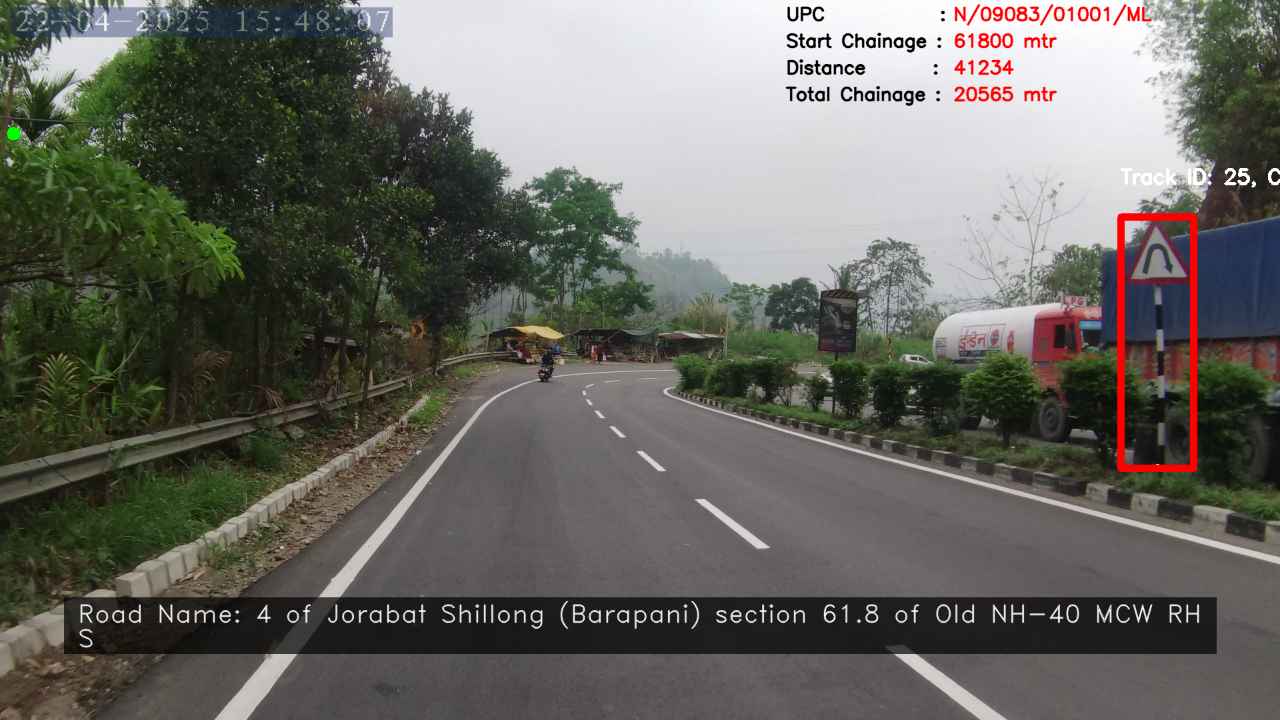 22-04-2025 15:48:07
UPC : N/09083/01001/ML
Start Chainage : 61800 mtr
Distance : 41234
Total Chainage : 20565 mtr
Track ID: 25, C
LPG
Road Name: 4 of Jorabat Shillong (Barapani) section 61.8 of Old NH-40 MCW RH
S